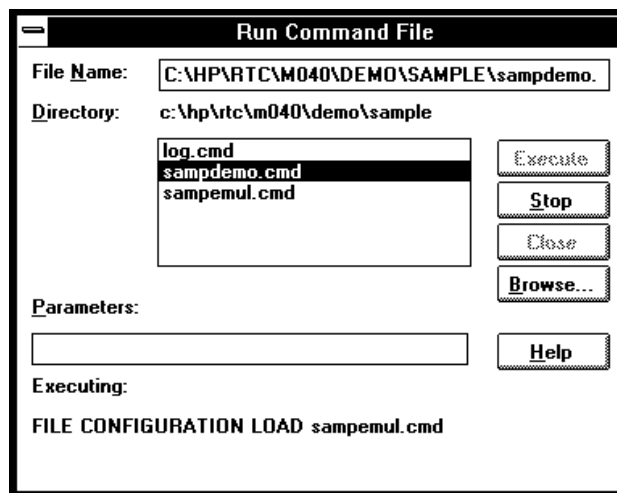 Run Command File
File Name: C:\HP\RTC\M040\DEMO\SAMPLE\sampdemo.
Directory: c:\hp\rtc\m040\demo\sample
log.cmd
sampdemo.cmd
sampemul.cmd
Execute
Stop
Close
Browse...
Parameters:
Help
Executing:
FILE CONFIGURATION LOAD sampemul.cmd